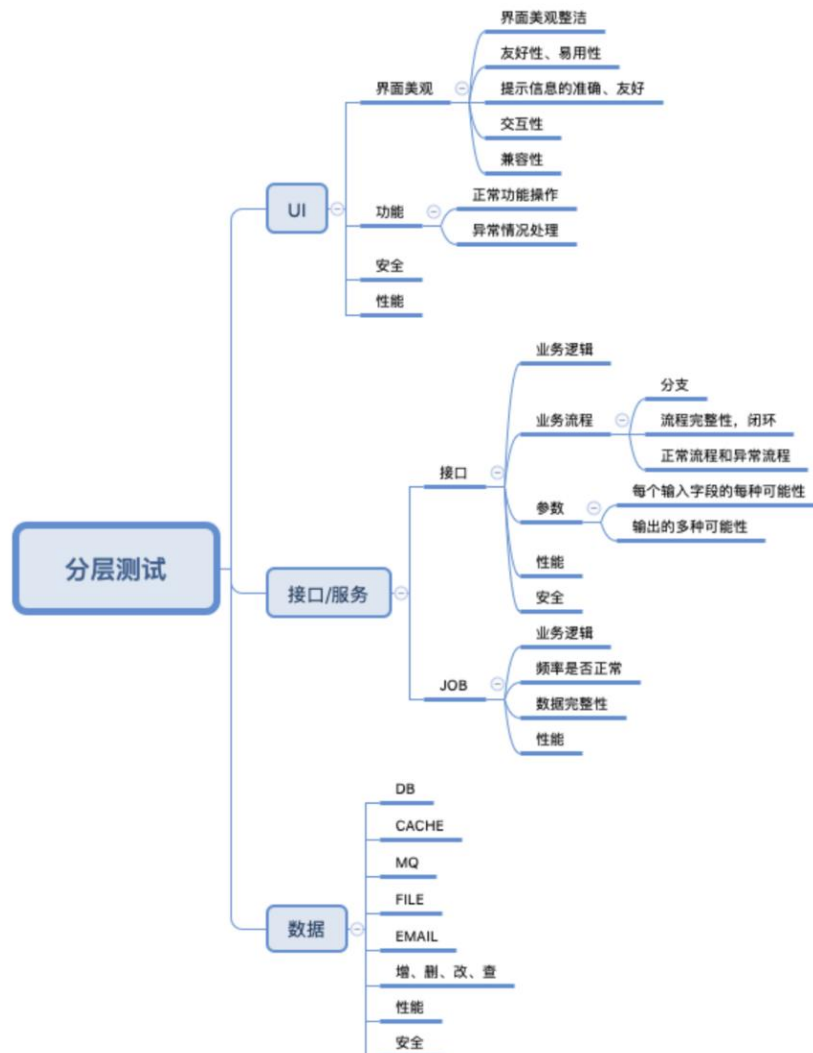 分层测试
UI
界面美观
界面美观整洁
友好性、易用性
提示信息的准确、友好
交互性
兼容性
功能
正常功能操作
异常情况处理
安全
性能
接口/服务
接口
业务逻辑
业务流程
分支
流程完整性，闭环
正常流程和异常流程
参数
每个输入字段的每种可能性
输出的多种可能性
性能
安全
JOB
业务逻辑
频率是否正常
数据完整性
性能
数据
DB
CACHE
MQ
FILE
EMAIL
增、删、改、查
性能
安全